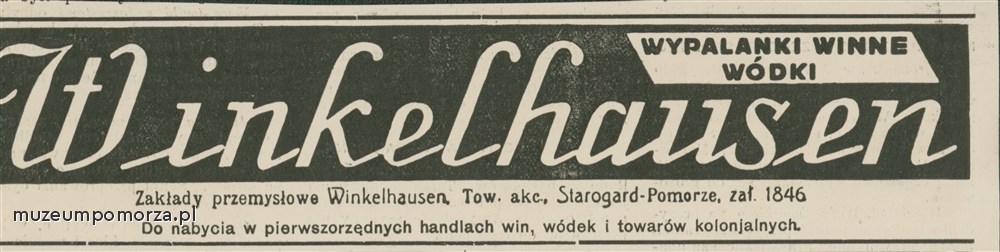 Winkelhausen
WYPALANKI WINNE
WÓDKI
Zakłady przemysłowe Winkelhausen, Tow. akc., Starogard-Pomorze, zał. 1846
muzeumpomorza.pl
Do nabycia w pierwszorzędnych handlach win, wódek i towarów kolonjalnych.